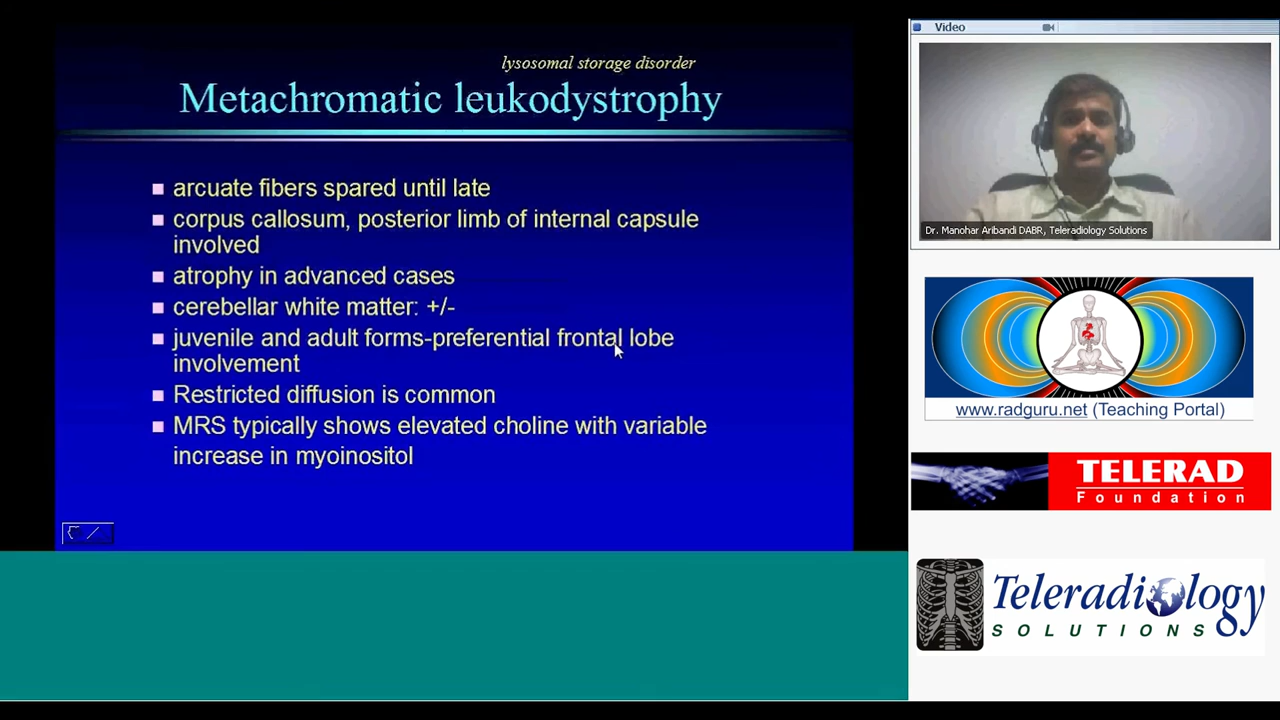 lysosomal storage disorder
Metachromatic leukodystrophy
arcuate fibers spared until late
corpus callosum, posterior limb of internal capsule
involved
atrophy in advanced cases
cerebellar white matter: +/-
juvenile and adult forms-preferential frontal lobe
involvement
Restricted diffusion is common
MRS typically shows elevated choline with variable
increase in myoinositol
Video
Dr. Manohar Aribandi DABR, Teleradiology Solutions
www.radguru.net (Teaching Portal)
TELERAD
Foundation
Teleradiology
SOLUTIONS